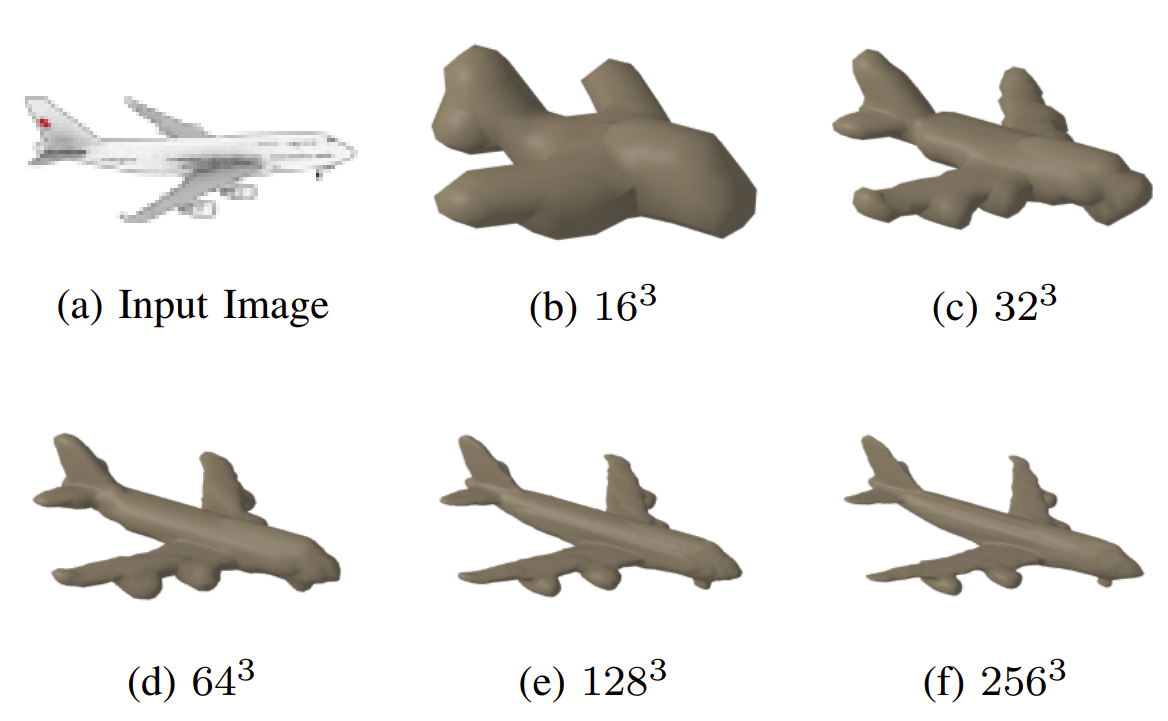 (a) Input Image
(b) 16³
(c) 32³
(d) 64³
(e) 128³
(f) 256³